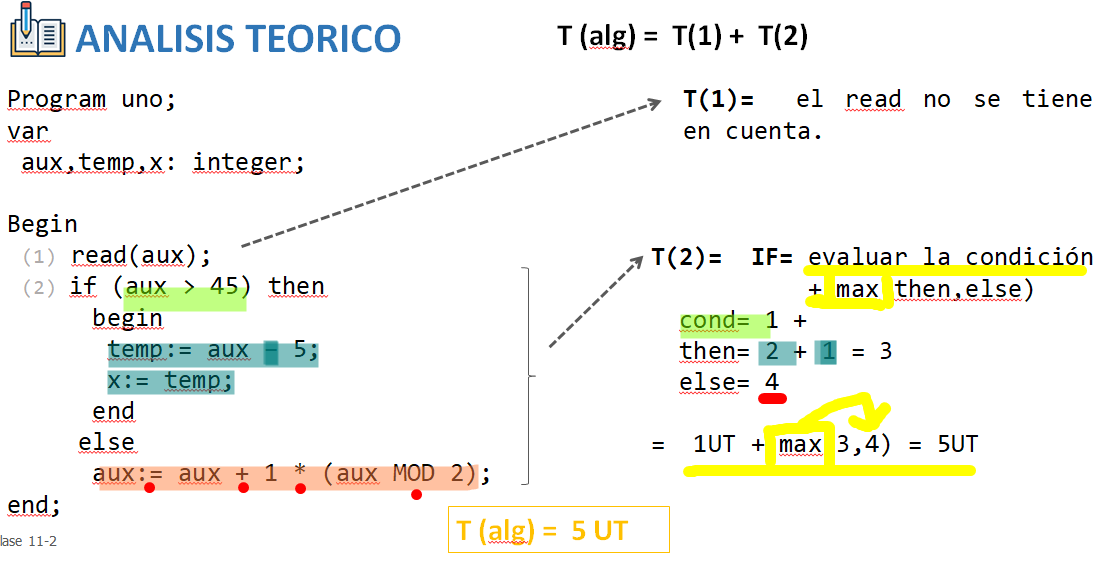 ANALISIS TEORICO
T (alg) = T(1) + T(2)
Program uno;
var
aux,temp,x: integer;
Begin
(1) read(aux);
(2) if (aux > 45) then
begin
temp:= aux - 5;
x:= temp;
end
else
aux:= aux + 1 * (aux MOD 2);
end;
lase 11-2
T(1)= el read no se tiene
en cuenta.
T(2)= IF= evaluar la condición
+ max(then,else)
cond= 1 +
then= 2 + 1 = 3
else= 4
= 1UT + max(3,4) = 5UT
T (alg) = 5 UT